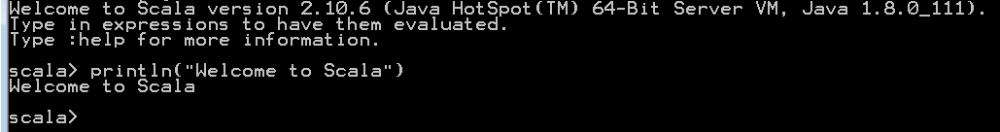 Welcome to Scala version 2.10.6 (Java HotSpot(TM) 64-Bit Server VM, Java 1.8.0_111).
Type in expressions to have them evaluated.
Type :help for more information.
scala> println("Welcome to Scala")
Welcome to Scala
scala>